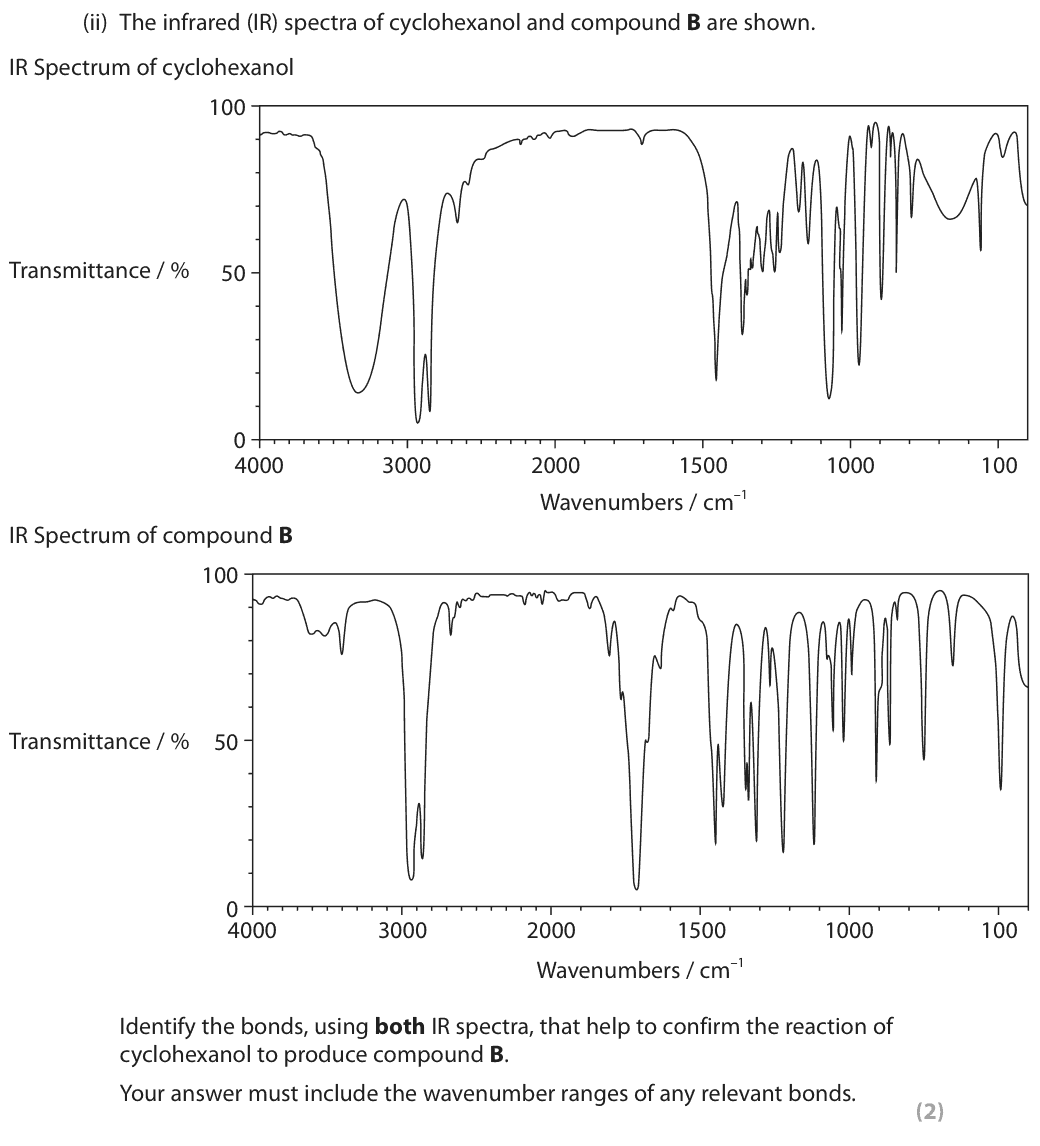 (ii) The infrared (IR) spectra of cyclohexanol and compound B are shown.
IR Spectrum of cyclohexanol
100
Transmittance / %
50
0
4000 3000 2000 1500 1000 100
Wavenumbers / cm⁻¹
IR Spectrum of compound B
100
Transmittance / %
50
0
4000 3000 2000 1500 1000 100
Wavenumbers / cm⁻¹
Identify the bonds, using both IR spectra, that help to confirm the reaction of
cyclohexanol to produce compound B.
Your answer must include the wavenumber ranges of any relevant bonds.
(2)